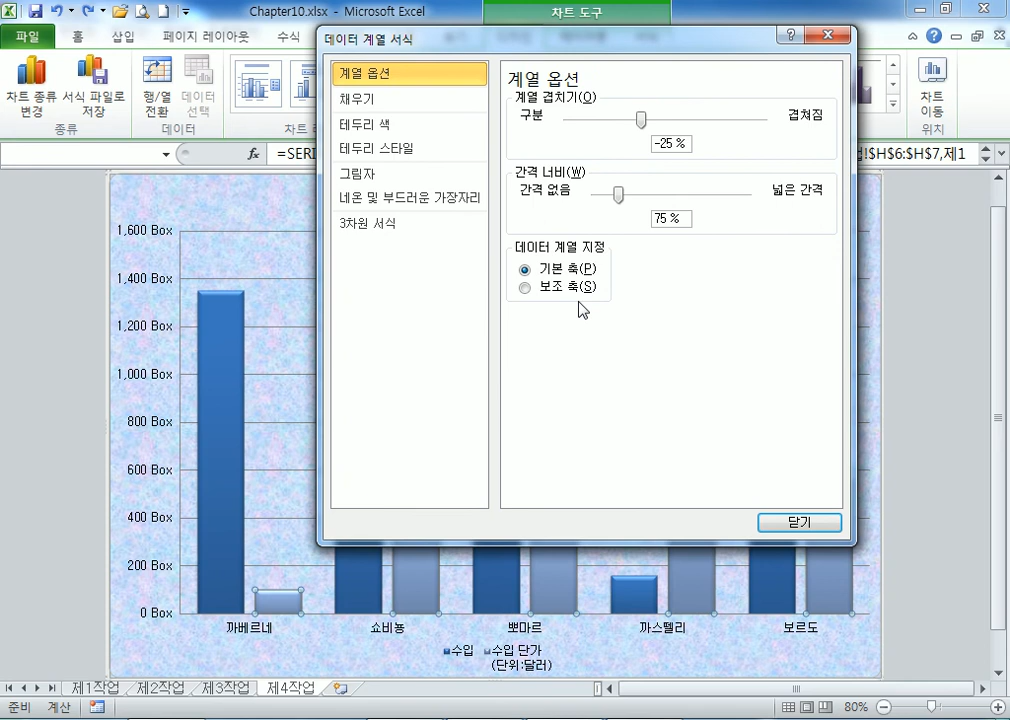 Chapter10.xlsx - Microsoft Excel
차트 도구
파일 홈 삽입 페이지 레이아웃 수식
데이터 계열 서식
계열 옵션
채우기
테두리 색
테두리 스타일
그림자
네온 및 부드러운 가장자리
3차원 서식
계열 옵션
계열 겹치기(O)
구분 겹쳐짐
-25 %
간격 너비(W)
간격 없음 넓은 간격
75 %
데이터 계열 지정
기본 축(P)
보조 축(S)
닫기
차트 종류 변경
서식 파일로 저장
종류
행/열 전환
데이터 선택
데이터
차트
차트 이동
위치
fx =SERI
!$H$6:$H$7,제1
1,600 Box
1,400 Box
1,200 Box
1,000 Box
800 Box
600 Box
400 Box
200 Box
0 Box
까베르네 쇼비뇽 뽀마르 까스뗄리 보르도
수입 수입 단가
(단위:달러)
제1작업 제2작업 제3작업 제4작업
준비 계산 80%